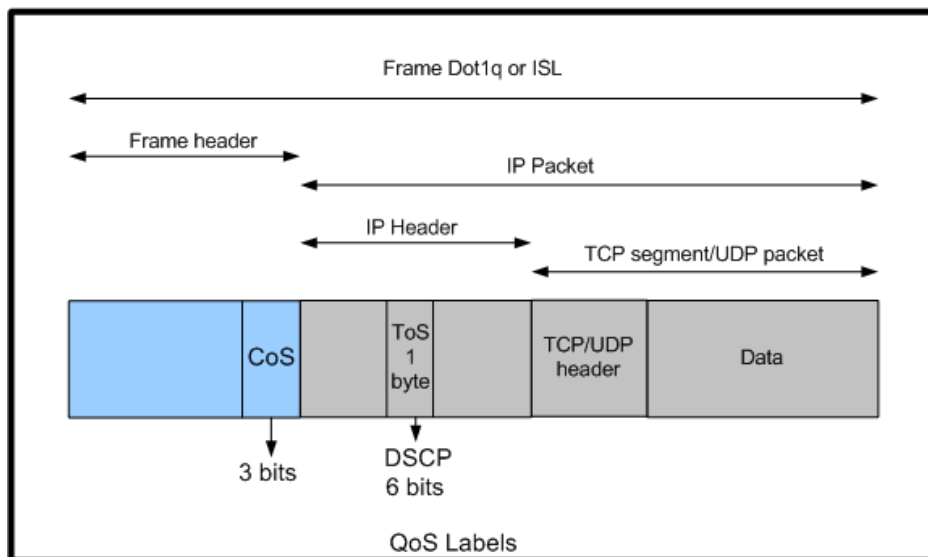 Frame Dot1q or ISL
Frame header
IP Packet
IP Header
TCP segment/UDP packet
CoS
ToS
1
byte
TCP/UDP
header
Data
3 bits
DSCP
6 bits
QoS Labels